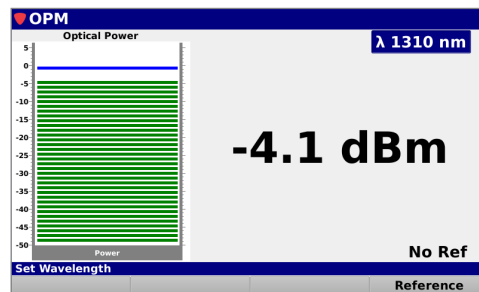 OPM
Optical Power
λ 1310 nm
5
0
-5
-10
-15
-20
-25
-30
-35
-40
-45
-50
-4.1 dBm
Power
No Ref
Set Wavelength
Reference